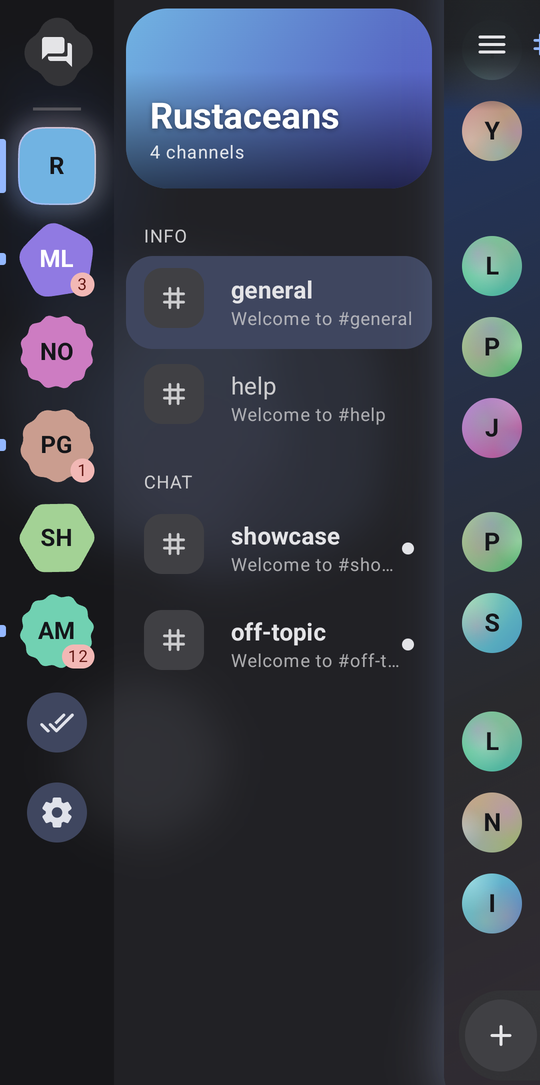 R
ML
3
NO
PG
1
SH
AM
12
Rustaceans
4 channels
INFO
general
Welcome to #general
help
Welcome to #help
CHAT
showcase
Welcome to #sho…
off-topic
Welcome to #off-t…
Y
L
P
J
P
S
L
N
I